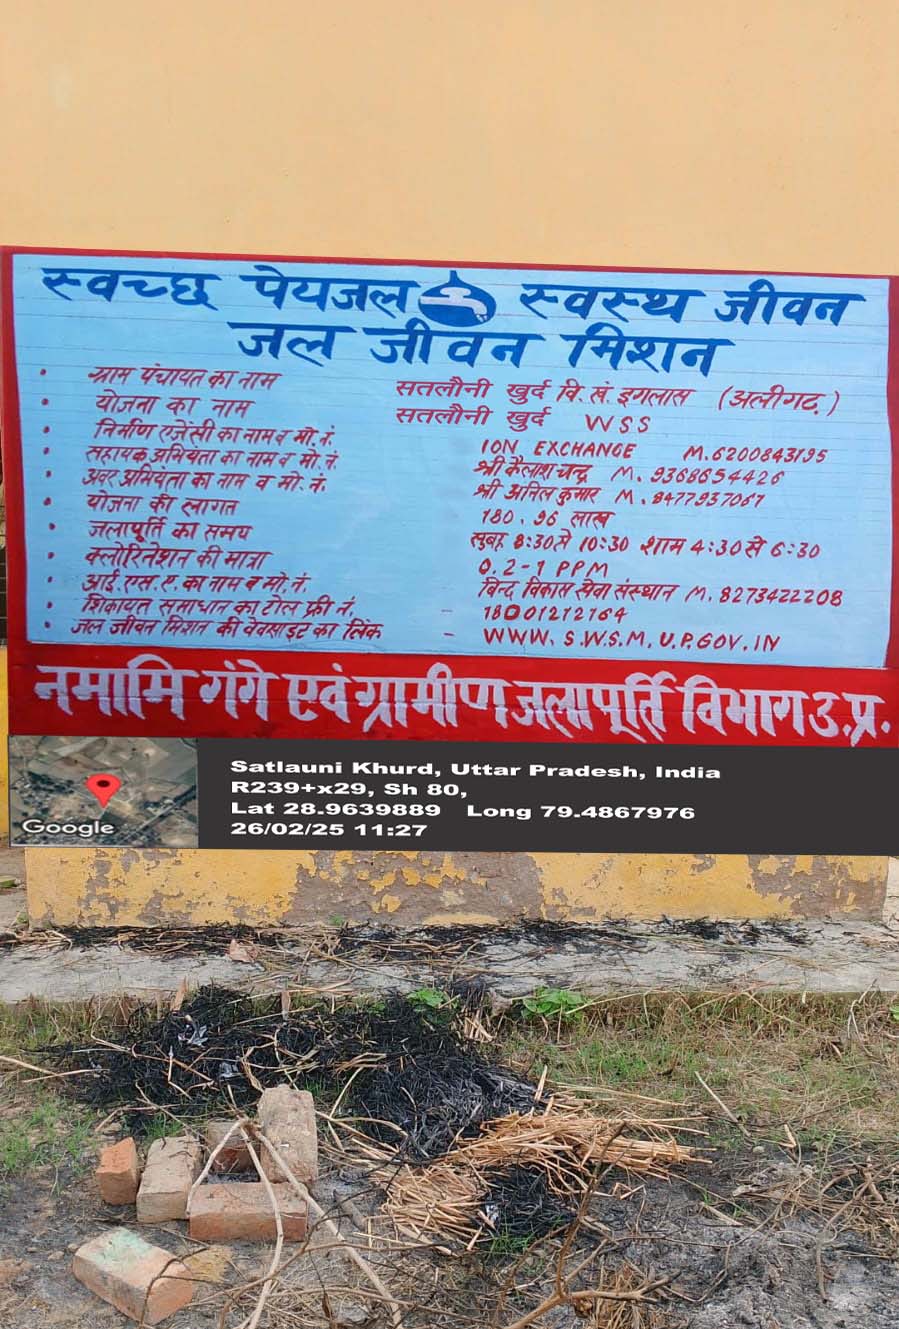 स्वच्छ पेयजल स्वस्थ जीवन
जल जीवन मिशन
• ग्राम पंचायत का नाम सतलौनी खुर्द वि.खं. इगलास (अलीगढ़)
• योजना का नाम सतलौनी खुर्द WSS
• निर्माण एजेंसी का नाम व मो.नं. ION EXCHANGE M.6200843195
• सहायक अभियंता का नाम व मो.नं. श्री कैलाश चन्द्र M. 9368654426
• अवर अभियंता का नाम व मो.नं. श्री अनिल कुमार M. 8477937067
• योजना की लागत 180.96 लाख
• जलापूर्ति का समय सुबह 8:30 से 10:30 शाम 4:30 से 6:30
• क्लोरिनेशन की मात्रा 0.2-1 PPM
• आई.एस.ए. का नाम व मो.नं. विन्द विकास सेवा संस्थान M. 8273422208
• शिकायत समाधान का टोल फ्री नं. - 18001212164
• जल जीवन मिशन की वेवसाइट का लिंक - WWW.S.W.S.M.U.P.GOV.IN
नमामि गंगे एवं ग्रामीण जलापूर्ति विभाग उ.प्र.
Google
Satlauni Khurd, Uttar Pradesh, India
R239+x29, Sh 80,
Lat 28.9639889 Long 79.4867976
26/02/25 11:27